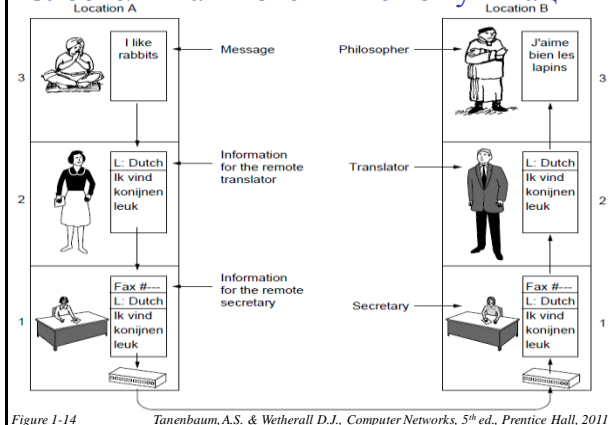 Location A
Location B
I like
rabbits
Message
Philosopher
J'aime
bien les
lapins
3
3
L: Dutch
Ik vind
konijnen
leuk
Information
for the remote
translator
Translator
L: Dutch
Ik vind
konijnen
leuk
2
2
Fax #---
L: Dutch
Ik vind
konijnen
leuk
Information
for the remote
secretary
Secretary
Fax #---
L: Dutch
Ik vind
konijnen
leuk
1
1
Figure 1-14
Tanenbaum, A.S. & Wetherall D.J., Computer Networks, 5th ed., Prentice Hall, 2011